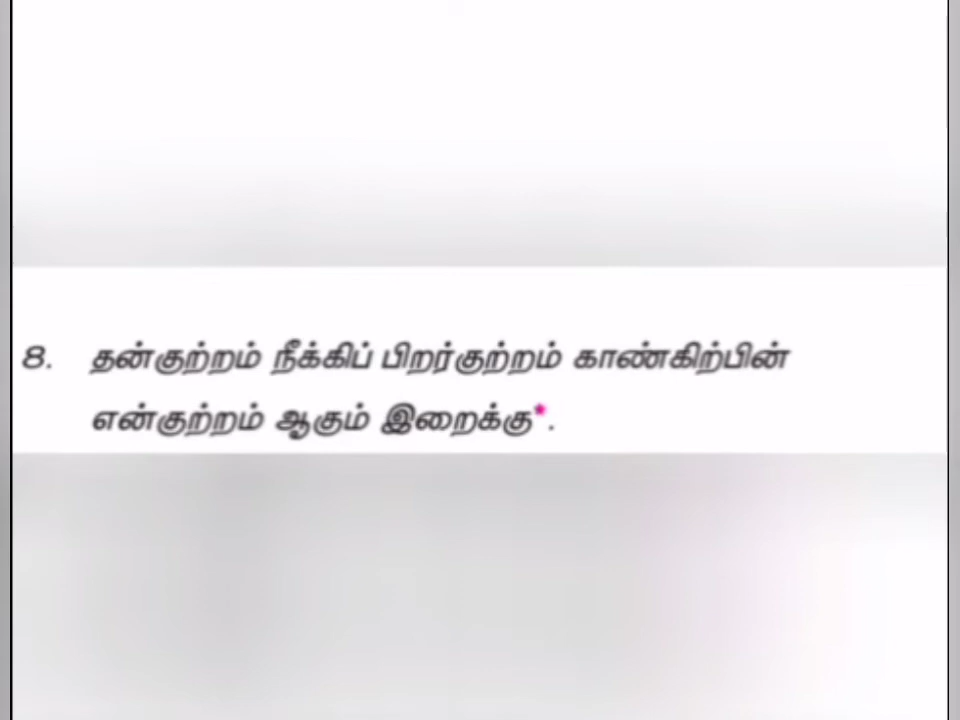 8. தன்குற்றம் நீக்கிப் பிறர்குற்றம் காண்கிற்பின்
என்குற்றம் ஆகும் இறைக்கு*.